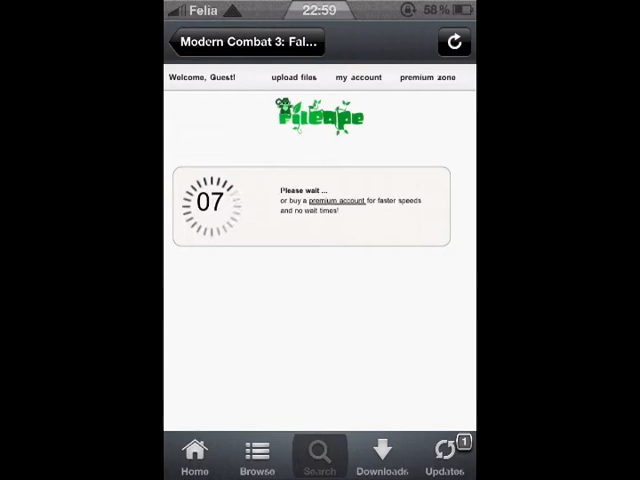 Felia 22:59 58%
Modern Combat 3: Fal...
Welcome, Guest! upload files my account premium zone
Fileape
07
Please wait ...
or buy a premium account for faster speeds
and no wait times!
1
Home Browse Search Downloads Updates